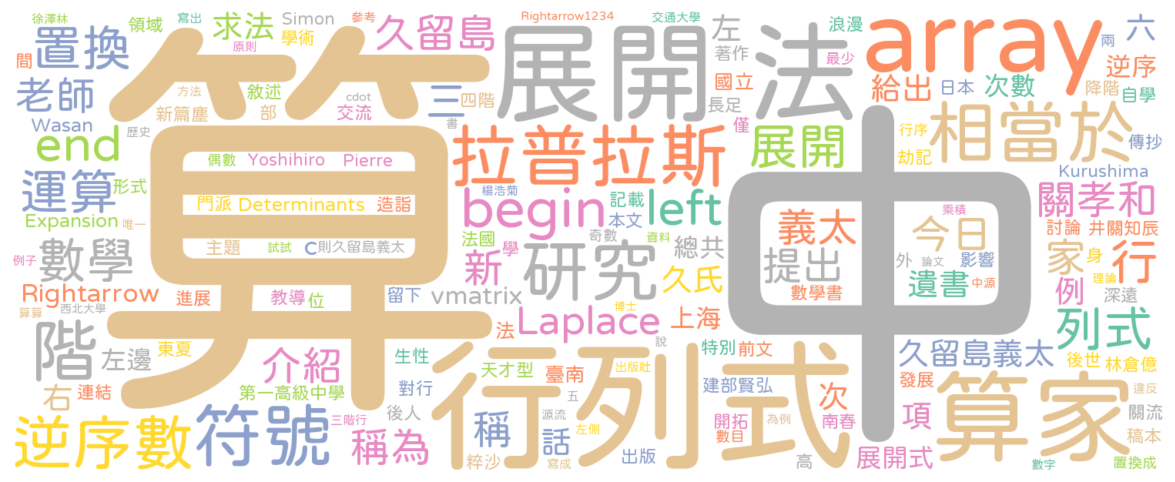 徐澤林
領域
寫出
求法
Simon
參考
久留島
Rightarrow1234
交通大學
浪漫
兩
六
間
置換
原則
學術
展開法
左
著作
array
最少
逆序
老師
方法
敘述
cdot
三
四階
國立
給出
日本
次數
降階
自學
新篇塵
部
交流
書
長足
Wasan
歷史
算
中
僅
行序
相當於
傳抄
end
偶數
Yoshihiro
Pierre
拉普拉斯
展開
劫記
Kurushima
運算
形式
門派
Determinants
造詣
楊浩菊
begin
記載
left
乘積
關孝和
Expansion
唯一
本文
義太
今日
討論
井關知辰
數學
主題
試試
C
則久留島義太
法國
奇數
資料
學
新
研究
總共
提出
外
論文
影響
家
身
行
例子
久氏
數學書
遺書
中源
例
理論
深遠
Rightarrow
進展
教導
位
留下
vmatrix
算算
西北大學
博士
法
Laplace
上海
列式
階
左邊
東夏
說
介紹
生性
特別
前文
久留島義太
後世
林倉億
右
連結
第一高級中學
對行
天才型
出版社
臺南
建部賢弘
發展
違反
逆序數
符號
三階行
後人
稱為
稱
五
行列式
源流
話
左側
次
為例
開拓
南春
項
算家
關流
稿本
粹沙
寫成
出版
數目
高
展開式
數字
置換成